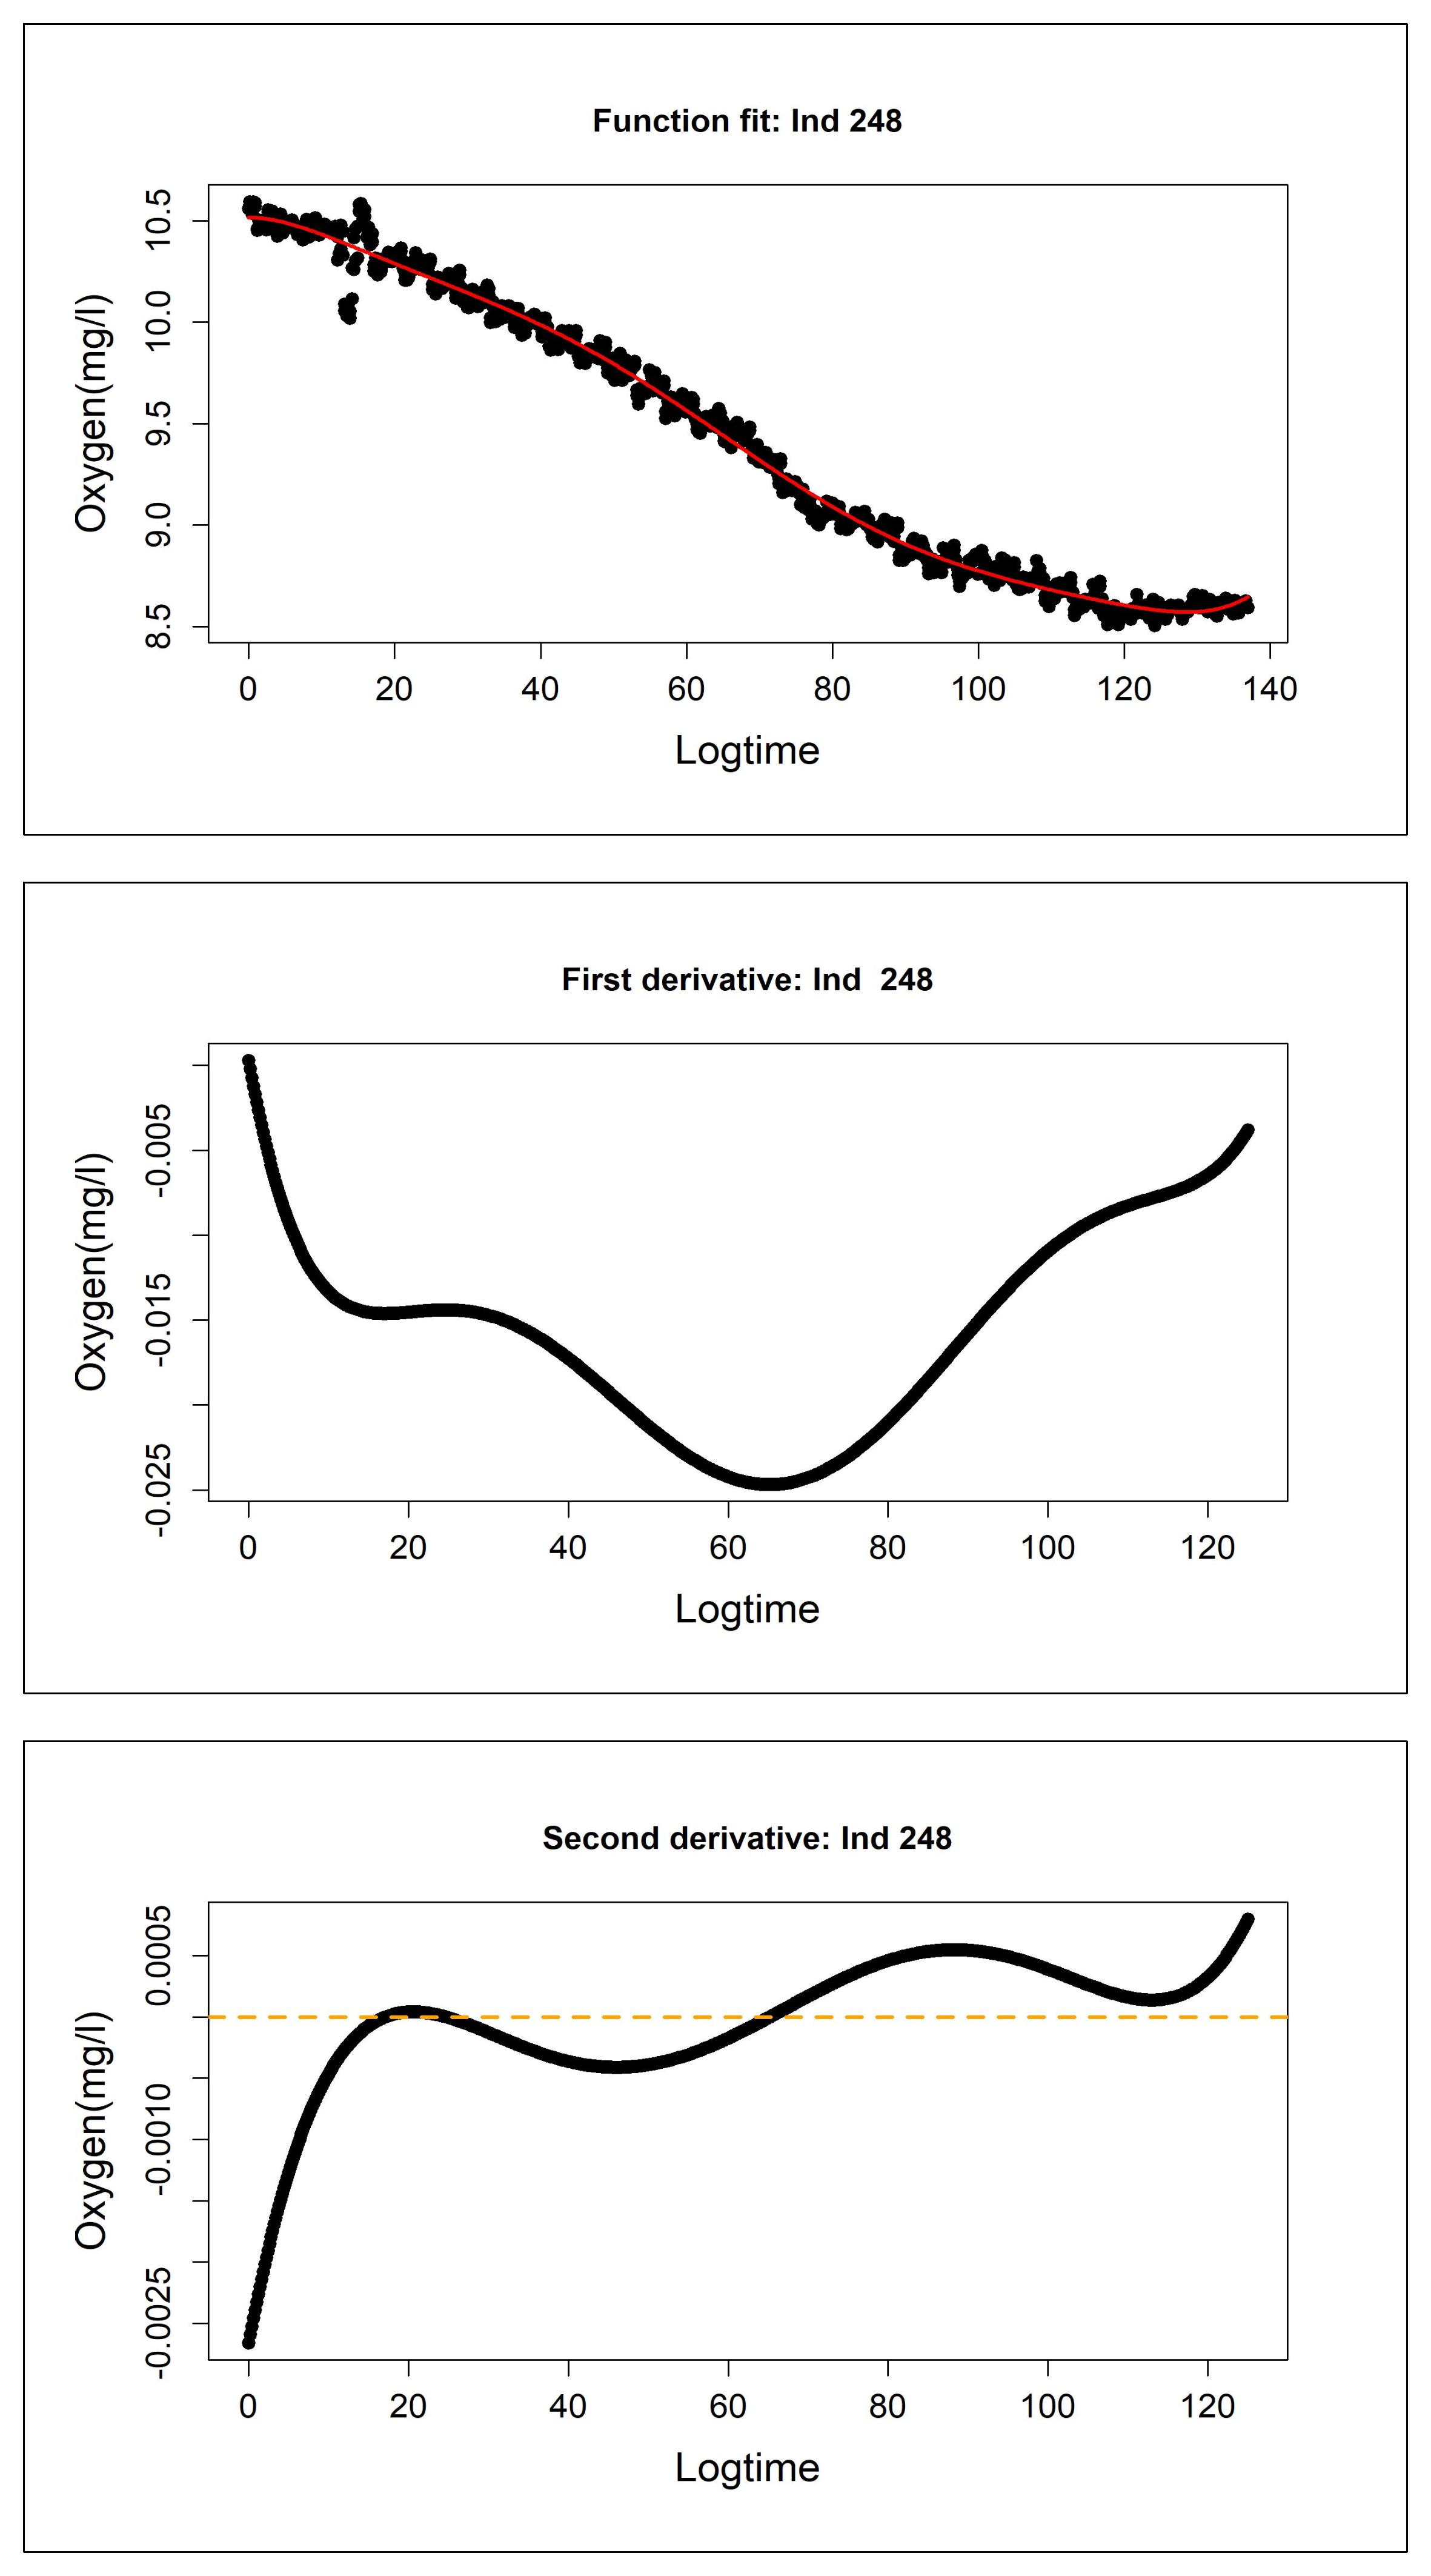 Function fit: Ind 248
Oxygen(mg/l)
10.5
10.0
9.5
9.0
8.5
0 20 40 60 80 100 120 140
Logtime
First derivative: Ind  248
Oxygen(mg/l)
-0.005
-0.015
-0.025
0 20 40 60 80 100 120
Logtime
Second derivative: Ind 248
Oxygen(mg/l)
0.0005
-0.0010
-0.0025
0 20 40 60 80 100 120
Logtime